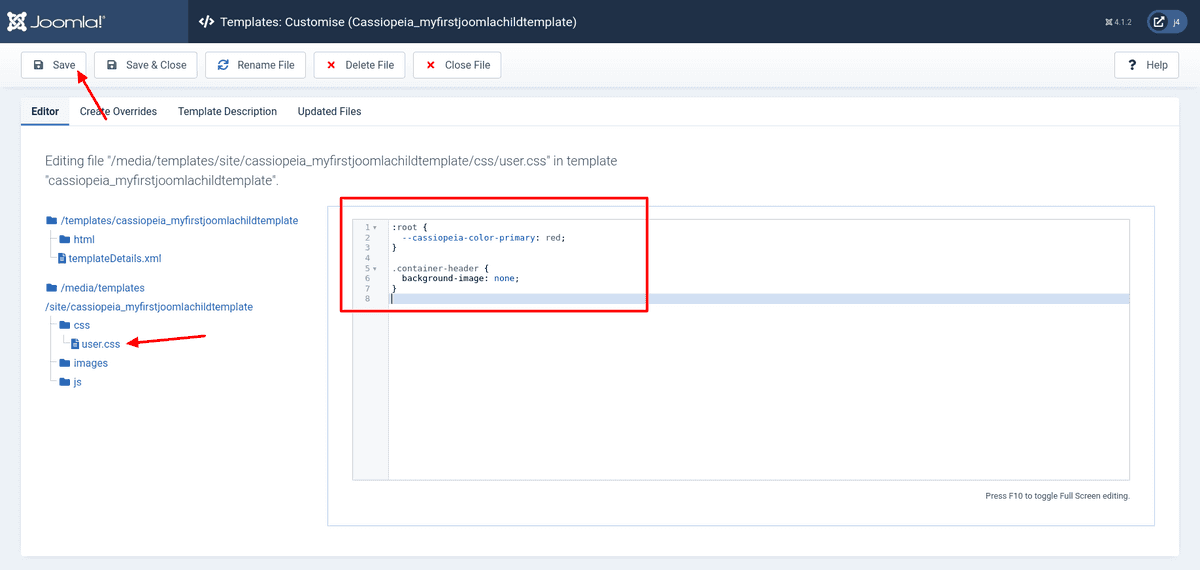 Joomla!® Templates: Customise (Cassiopeia_myfirstjoomlachildtemplate) 4.1.2 j4
Save Save & Close Rename File Delete File Close File ? Help
Editor Create Overrides Template Description Updated Files
Editing file "/media/templates/site/cassiopeia_myfirstjoomlachildtemplate/css/user.css" in template
"cassiopeia_myfirstjoomlachildtemplate".
/templates/cassiopeia_myfirstjoomlachildtemplate
html
templateDetails.xml
/media/templates
/site/cassiopeia_myfirstjoomlachildtemplate
css
user.css
images
js
1 :root {
2 --cassiopeia-color-primary: red;
3 }
4
5 .container-header {
6 background-image: none;
7 }
8
Press F10 to toggle Full Screen editing.